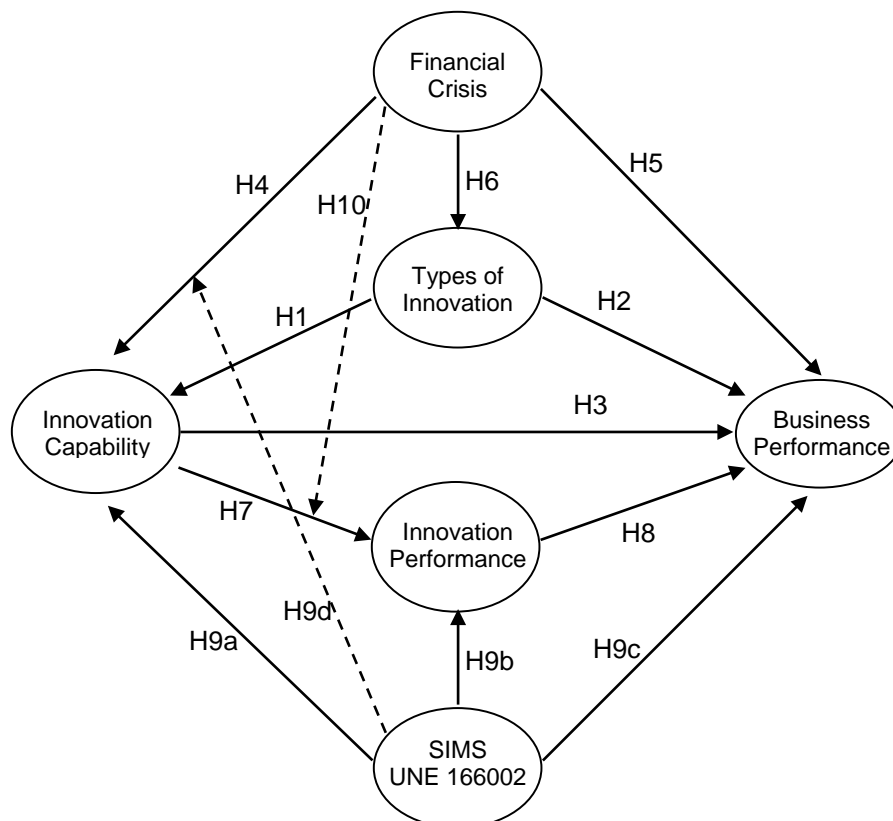 Financial
Crisis
H4
H5
H6
H10
Types of
Innovation
H1
H2
H3
Innovation
Capability
Business
Performance
H7
Innovation
Performance
H8
H9d
H9a
H9b
H9c
SIMS
UNE 166002